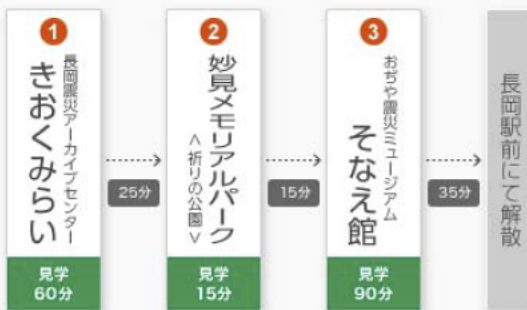 1
長岡震災アーカイブセンター
きおくみらい
見学
60分
25分
2
妙見メモリアルパーク
<祈りの公園>
見学
15分
15分
3
おぢや震災ミュージアム
そなえ館
見学
90分
35分
長岡駅前にて解散